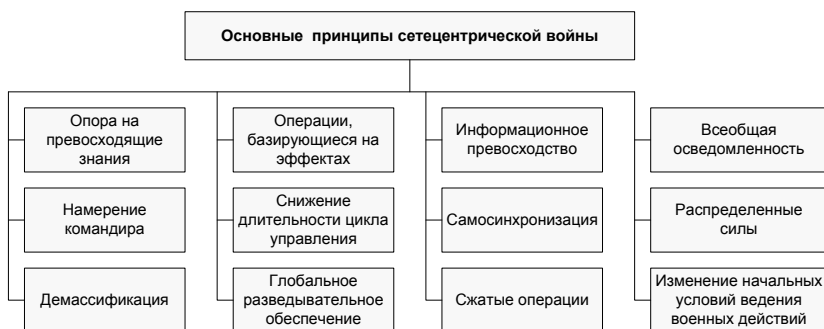 Основные принципы сетецентрической войны
Опора на
превосходящие
знания
Намерение
командира
Демассификация
Операции,
базирующиеся на
эффектах
Снижение
длительности цикла
управления
Глобальное
разведывательное
обеспечение
Информационное
превосходство
Самосинхронизация
Сжатые операции
Всеобщая
осведомленность
Распределенные
силы
Изменение начальных
условий ведения
военных действий